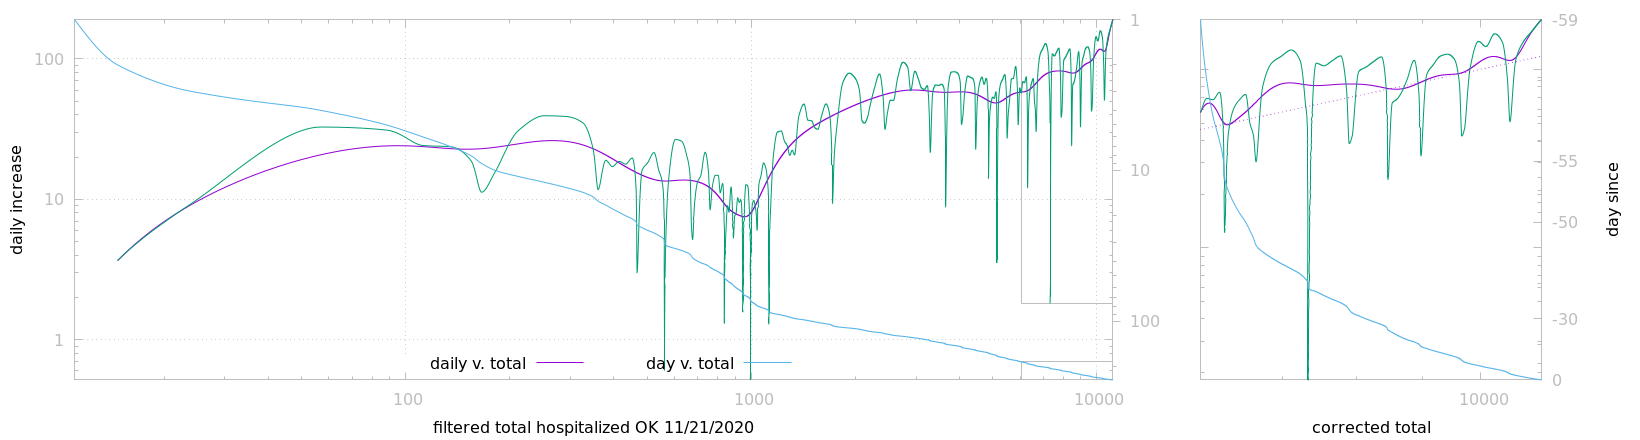 100
10
1
daily increase
daily v. total
day v. total
100
1000
10000
filtered total hospitalized OK 11/21/2020
1
10
100
-59
-55
-50
-30
0
day since
10000
corrected total